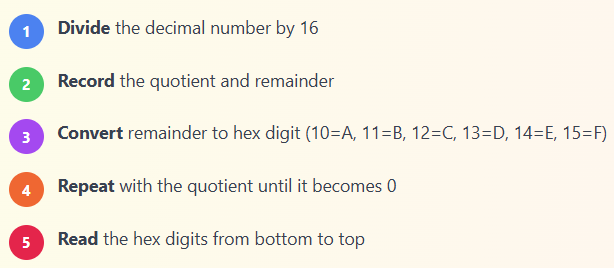 1 Divide the decimal number by 16
2 Record the quotient and remainder
3 Convert remainder to hex digit (10=A, 11=B, 12=C, 13=D, 14=E, 15=F)
4 Repeat with the quotient until it becomes 0
5 Read the hex digits from bottom to top